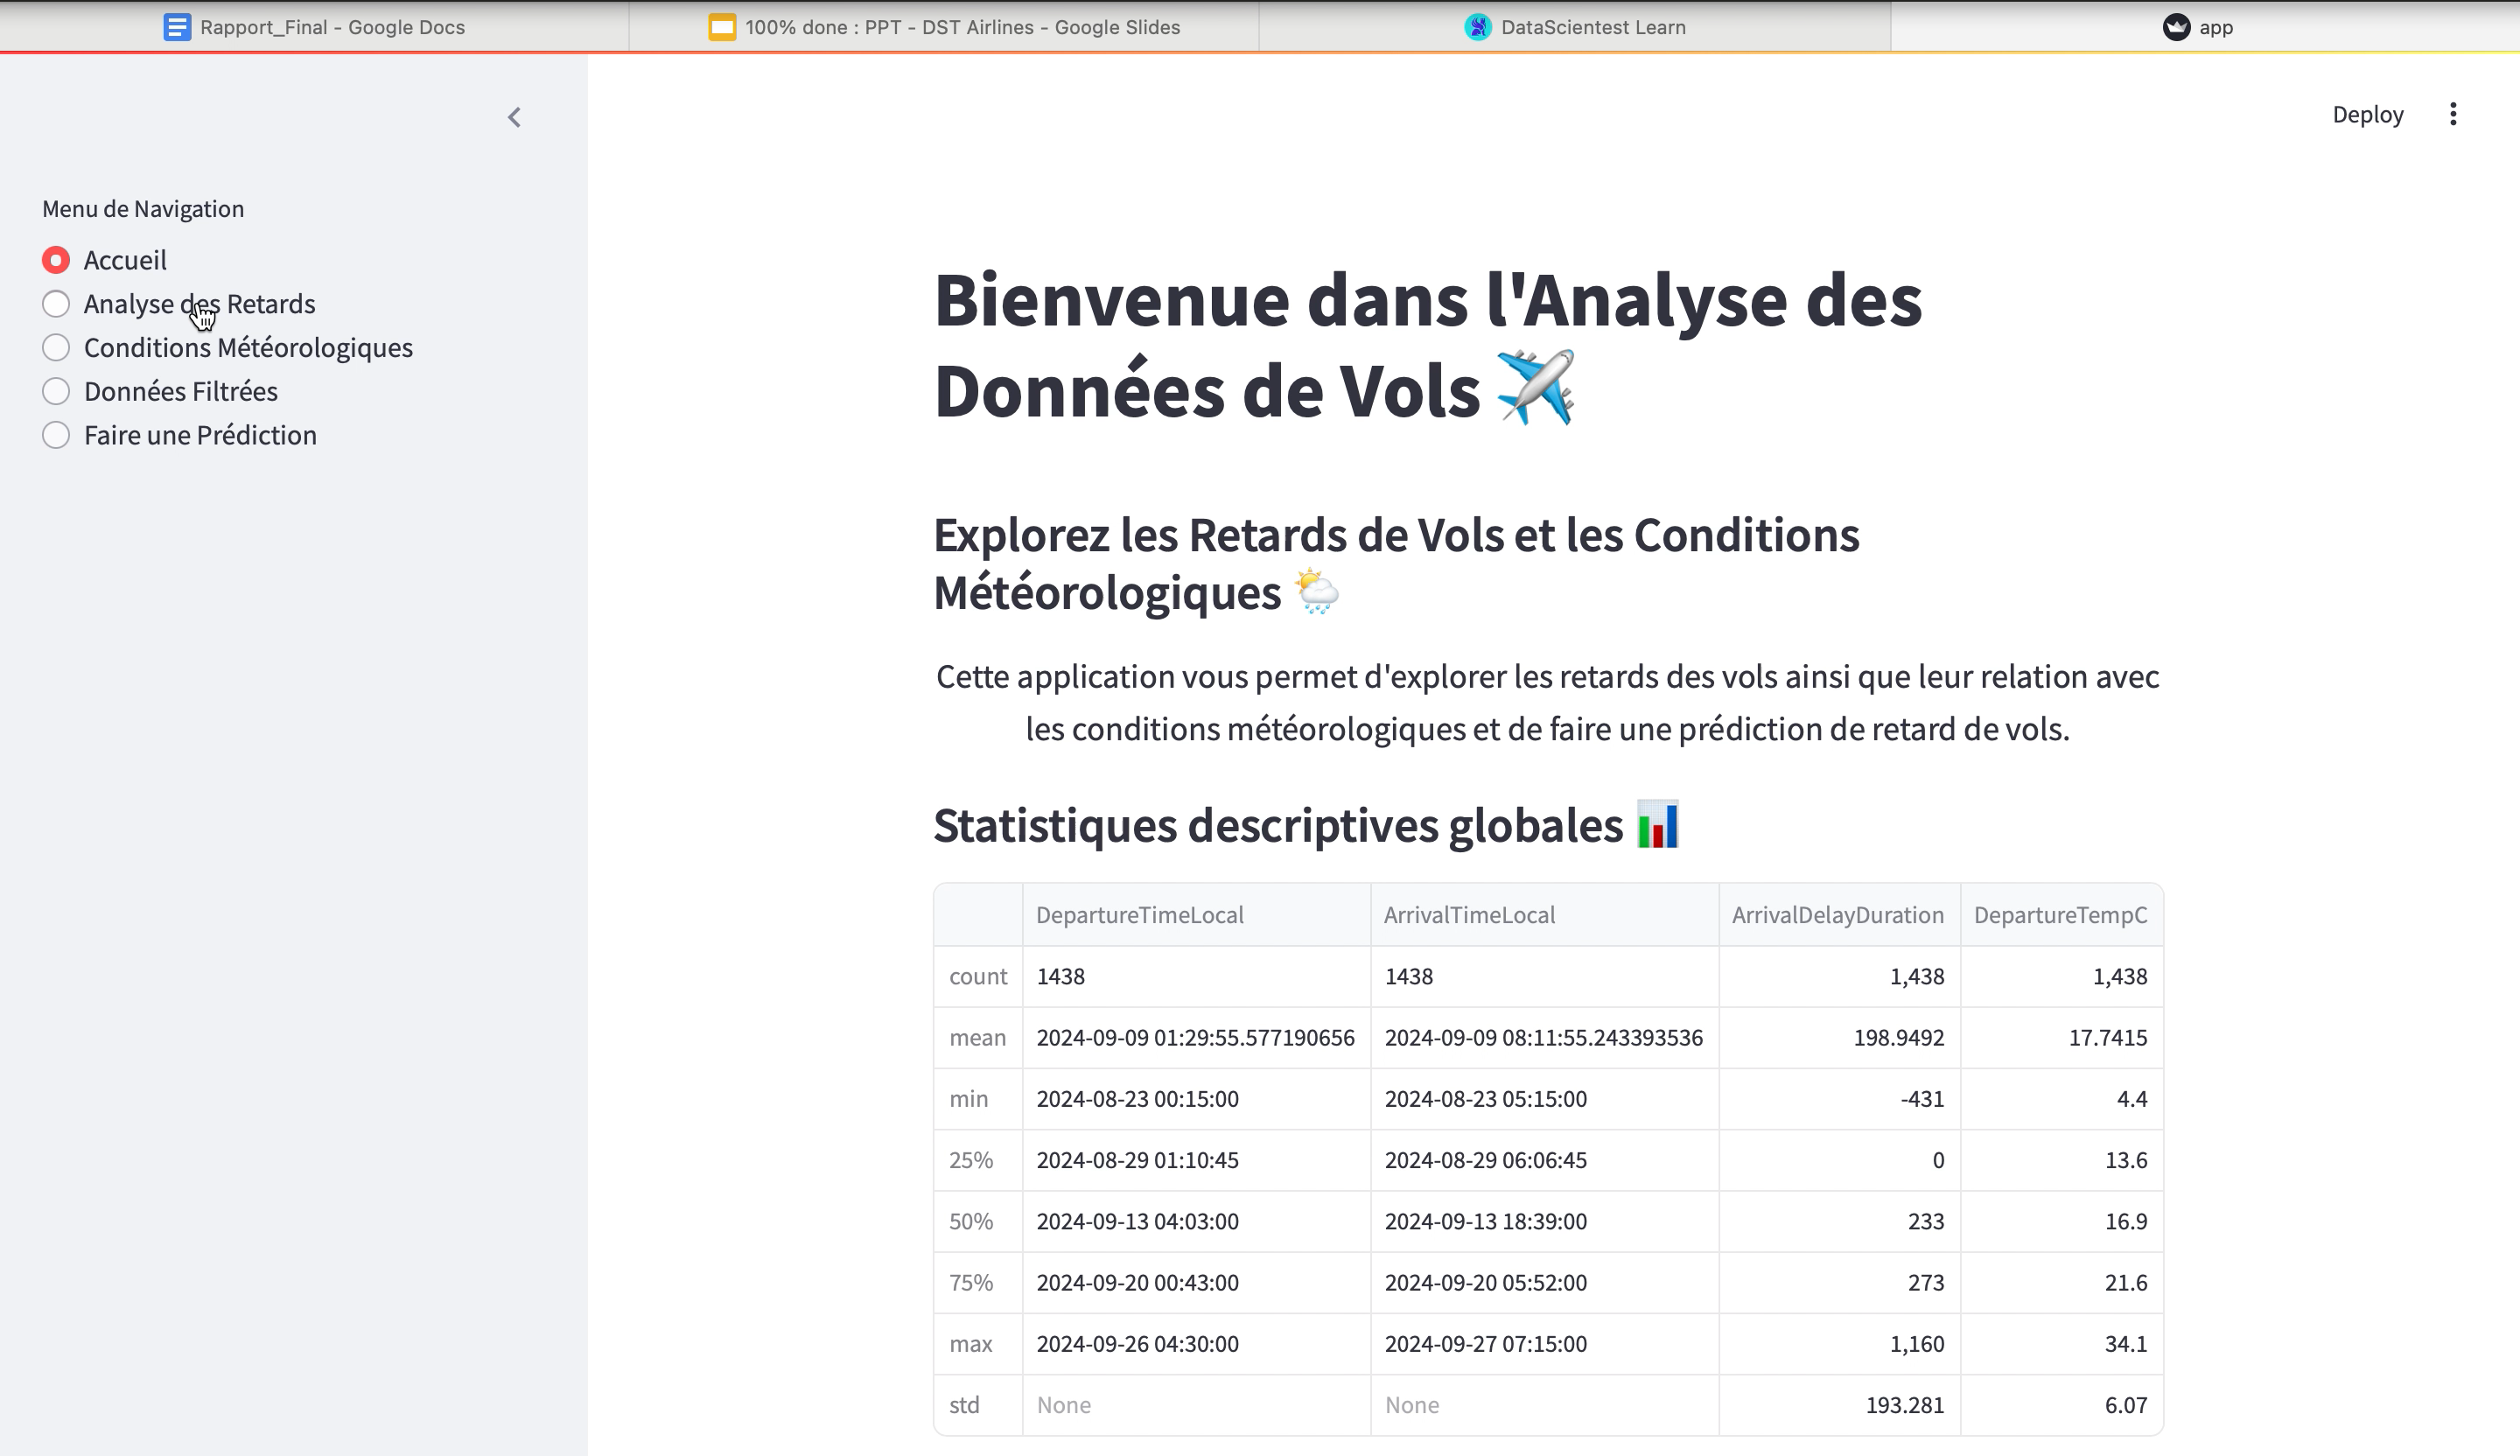 Rapport_Final - Google Docs
100% done : PPT - DST Airlines - Google Slides
DataScientest Learn
app
Deploy
Menu de Navigation
Accueil
Analyse des Retards
Conditions Météorologiques
Données Filtrées
Faire une Prédiction
Bienvenue dans l'Analyse des
Données de Vols ✈️
Explorez les Retards de Vols et les Conditions
Météorologiques 🌦️
Cette application vous permet d'explorer les retards des vols ainsi que leur relation avec
les conditions météorologiques et de faire une prédiction de retard de vols.
Statistiques descriptives globales 📊
DepartureTimeLocal ArrivalTimeLocal ArrivalDelayDuration DepartureTempC
count 1438 1438 1,438 1,438
mean 2024-09-09 01:29:55.577190656 2024-09-09 08:11:55.243393536 198.9492 17.7415
min 2024-08-23 00:15:00 2024-08-23 05:15:00 -431 4.4
25% 2024-08-29 01:10:45 2024-08-29 06:06:45 0 13.6
50% 2024-09-13 04:03:00 2024-09-13 18:39:00 233 16.9
75% 2024-09-20 00:43:00 2024-09-20 05:52:00 273 21.6
max 2024-09-26 04:30:00 2024-09-27 07:15:00 1,160 34.1
std None None 193.281 6.07